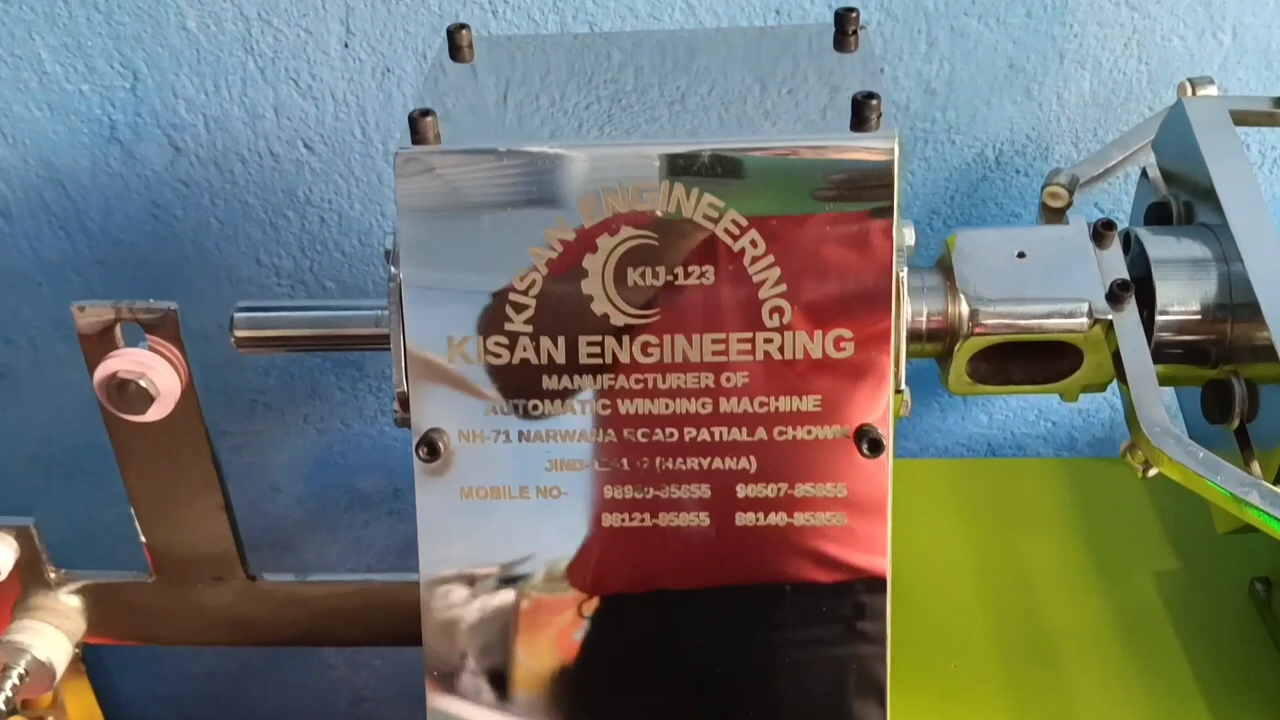 KISAN ENGINEERING
KIJ-123
KISAN ENGINEERING
MANUFACTURER OF
AUTOMATIC WINDING MACHINE
NH-71 NARWANA ROAD PATIALA CHOWK
(HARYANA)
MOBILE NO- 90507-85855
98121-85855